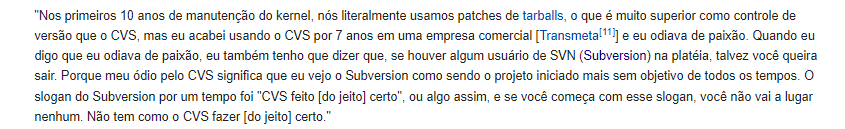 "Nos primeiros 10 anos de manutenção do kernel, nós literalmente usamos patches de tarballs, o que é muito superior como controle de
versão que o CVS, mas eu acabei usando o CVS por 7 anos em uma empresa comercial [Transmeta[11]] e eu odiava de paixão. Quando eu
digo que eu odiava de paixão, eu também tenho que dizer que, se houver algum usuário de SVN (Subversion) na platéia, talvez você queira
sair. Porque meu ódio pelo CVS significa que eu vejo o Subversion como sendo o projeto iniciado mais sem objetivo de todos os tempos. O
slogan do Subversion por um tempo foi "CVS feito [do jeito] certo", ou algo assim, e se você começa com esse slogan, você não vai a lugar
nenhum. Não tem como o CVS fazer [do jeito] certo."